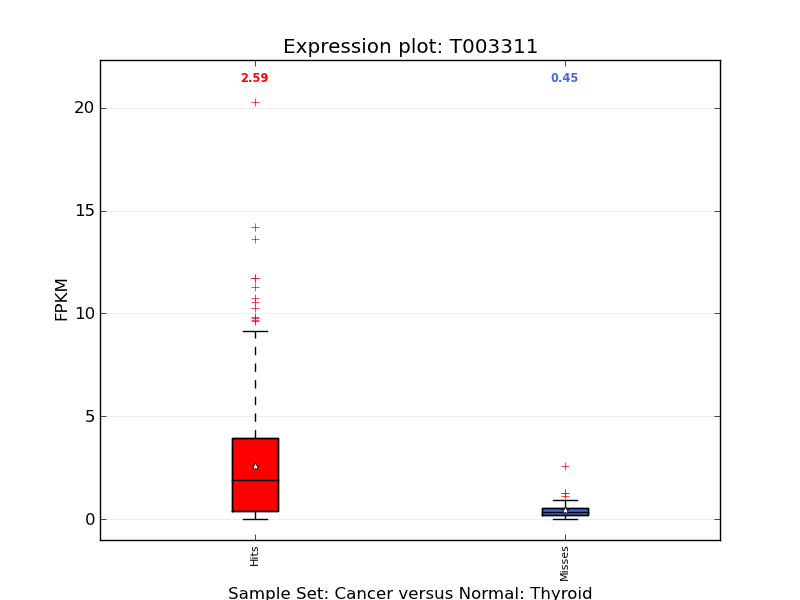 Expression plot: T003311
2.59 0.45
20
15
10
5
0
FPKM
Hits Misses
Sample Set: Cancer versus Normal: Thyroid